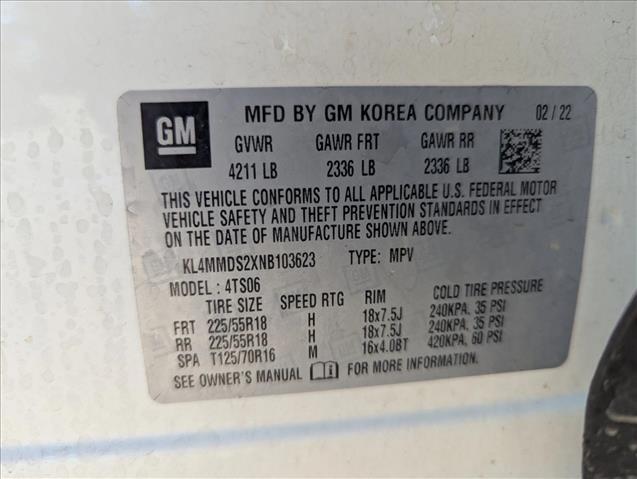 GM MFD BY GM KOREA COMPANY 02 / 22
GVWR GAWR FRT GAWR RR
4211 LB 2336 LB 2336 LB
THIS VEHICLE CONFORMS TO ALL APPLICABLE U.S. FEDERAL MOTOR
VEHICLE SAFETY AND THEFT PREVENTION STANDARDS IN EFFECT
ON THE DATE OF MANUFACTURE SHOWN ABOVE.
KL4MMDS2XNB103623 TYPE: MPV
MODEL : 4TS06
TIRE SIZE SPEED RTG RIM COLD TIRE PRESSURE
FRT 225/55R18 H 18x7.5J 240KPA, 35 PSI
RR 225/55R18 H 18x7.5J 240KPA, 35 PSI
SPA T125/70R16 M 16x4.0BT 420KPA, 60 PSI
SEE OWNER'S MANUAL FOR MORE INFORMATION.